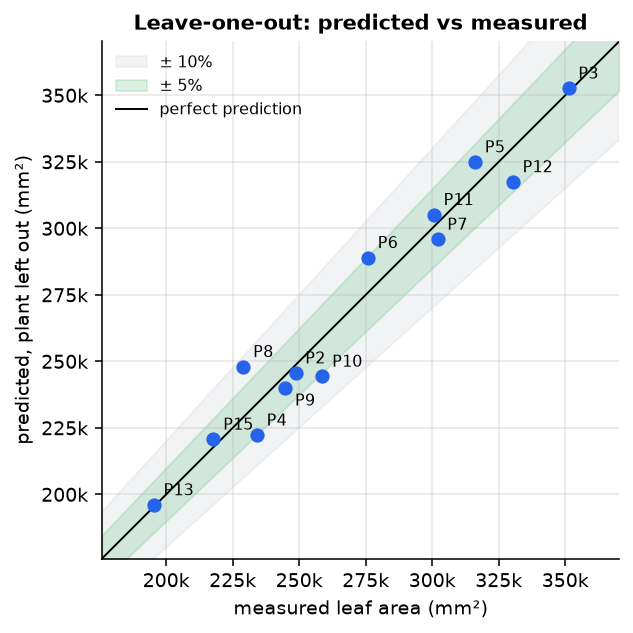 Leave-one-out: predicted vs measured
± 10%
± 5%
perfect prediction
P3
P5
P12
P11
P7
P6
P8
P2
P10
P9
P15
P4
P13
350k
325k
300k
275k
250k
225k
200k
predicted, plant left out (mm²)
200k 225k 250k 275k 300k 325k 350k
measured leaf area (mm²)